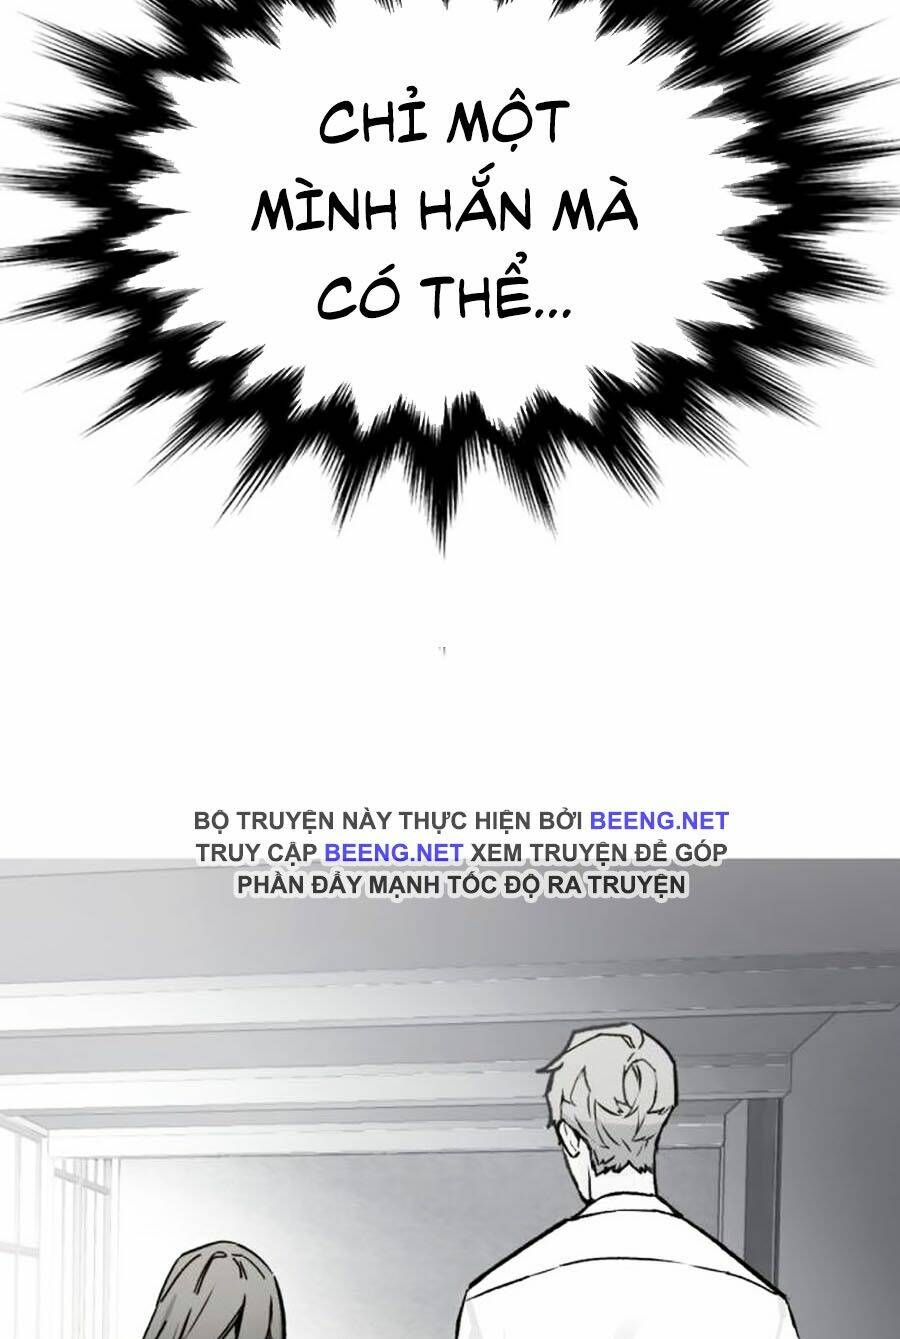 CHỈ MỘT
MÌNH HẮN MÀ
CÓ THỂ...
BỘ TRUYỆN NÀY THỰC HIỆN BỞI BEENG.NET
TRUY CẬP BEENG.NET XEM TRUYỆN ĐỂ GÓP
PHẦN ĐẨY MẠNH TỐC ĐỘ RA TRUYỆN